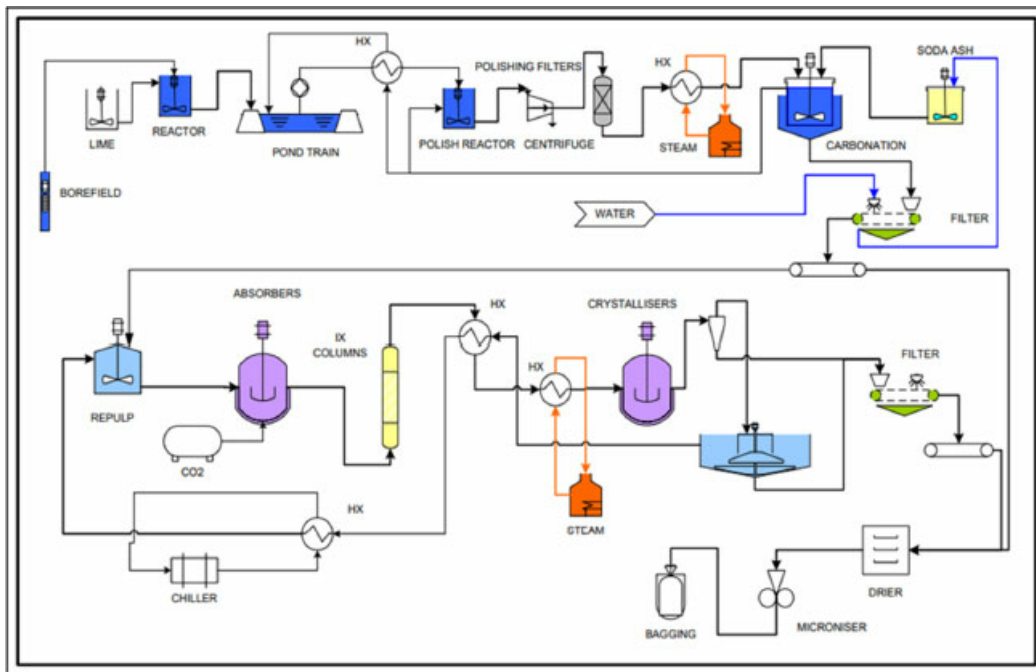 HX
SODA ASH
POLISHING FILTERS
HX
LIME
REACTOR
POND TRAIN
POLISH REACTOR
CENTRIFUGE
STEAM
CARBONATION
BOREFIELD
WATER
FILTER
ABSORBERS
HX
CRYSTALLISERS
IX
COLUMNS
HX
FILTER
REPULP
CO2
HX
STEAM
CHILLER
DRIER
BAGGING
MICRONISER